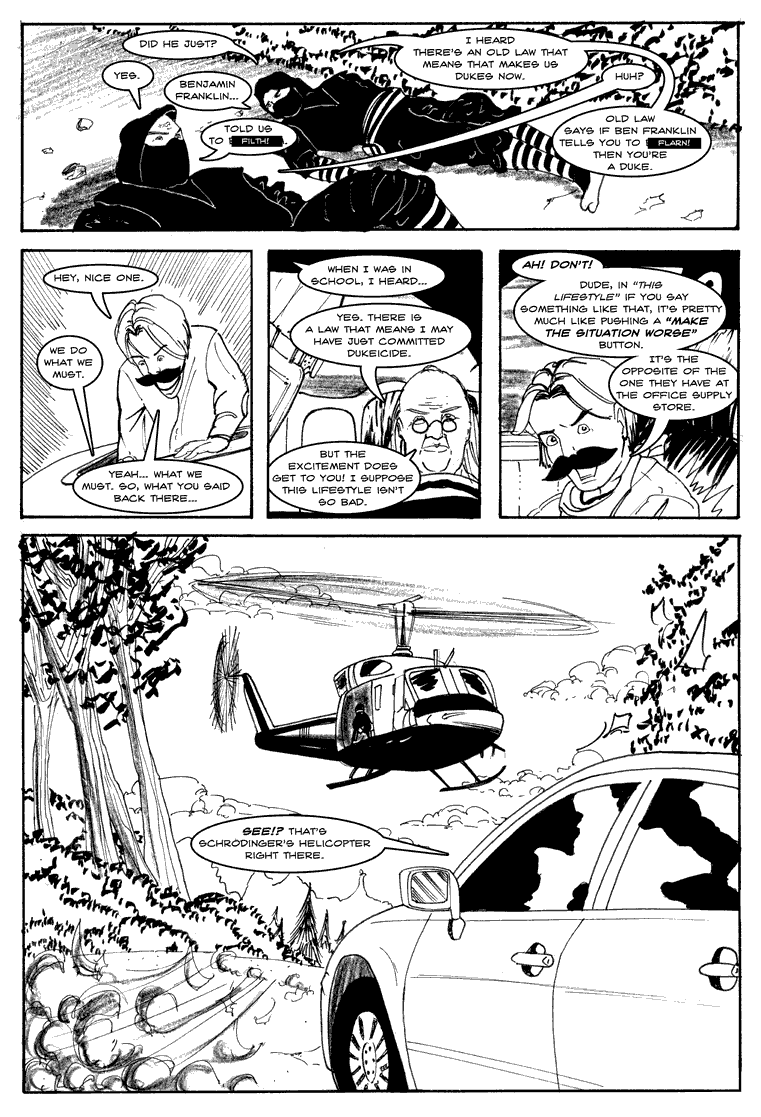 DID HE JUST?
YES.
BENJAMIN
FRANKLIN...
TOLD US
TO FILTH!
I HEARD
THERE'S AN OLD LAW THAT
MEANS THAT MAKES US
DUKES NOW.
HUH?
OLD LAW
SAYS IF BEN FRANKLIN
TELLS YOU TO FLARN!
THEN YOU'RE
A DUKE.
HEY, NICE ONE.
WE DO
WHAT WE
MUST.
YEAH... WHAT WE
MUST. SO, WHAT YOU SAID
BACK THERE...
WHEN I WAS IN
SCHOOL, I HEARD...
YES. THERE IS
A LAW THAT MEANS I MAY
HAVE JUST COMMITTED
DUKEICIDE.
BUT THE
EXCITEMENT DOES
GET TO YOU! I SUPPOSE
THIS LIFESTYLE ISN'T
SO BAD.
AH! DON'T!
DUDE, IN "THIS
LIFESTYLE" IF YOU SAY
SOMETHING LIKE THAT, IT'S PRETTY
MUCH LIKE PUSHING A "MAKE
THE SITUATION WORSE"
BUTTON.
IT'S THE
OPPOSITE OF THE
ONE THEY HAVE AT
THE OFFICE SUPPLY
STORE.
SEE!? THAT'S
SCHRÖDINGER'S HELICOPTER
RIGHT THERE.